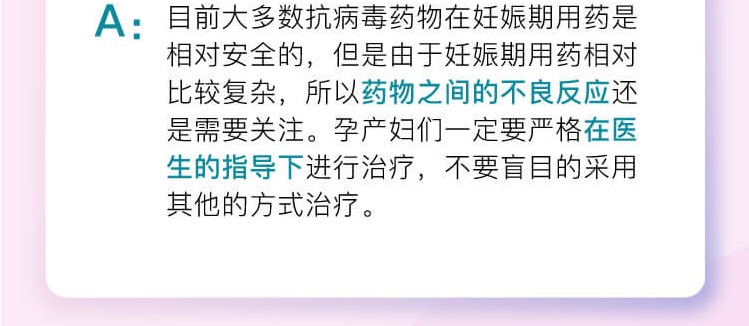 A：目前大多数抗病毒药物在妊娠期用药是
相对安全的，但是由于妊娠期用药相对
比较复杂，所以药物之间的不良反应还
是需要关注。孕产妇们一定要严格在医
生的指导下进行治疗，不要盲目的采用
其他的方式治疗。